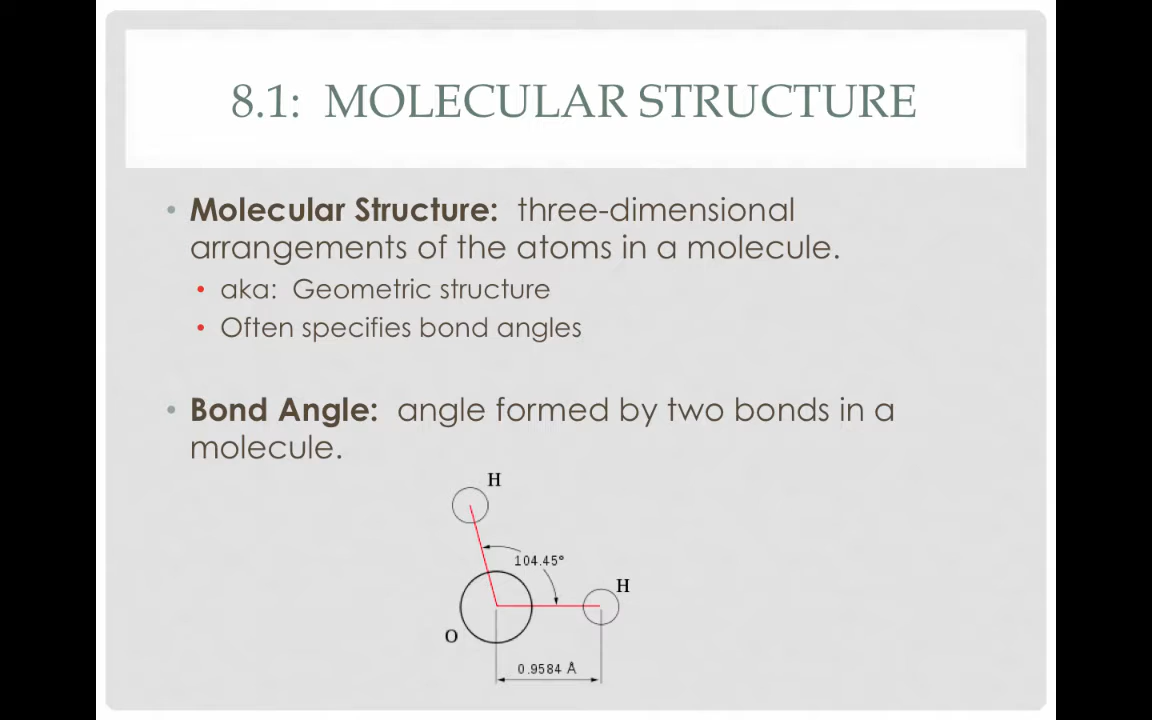 8.1: MOLECULAR STRUCTURE
• Molecular Structure: three-dimensional
arrangements of the atoms in a molecule.
• aka: Geometric structure
• Often specifies bond angles
• Bond Angle: angle formed by two bonds in a
molecule.
H
104.45°
H
O
0.9584 Å